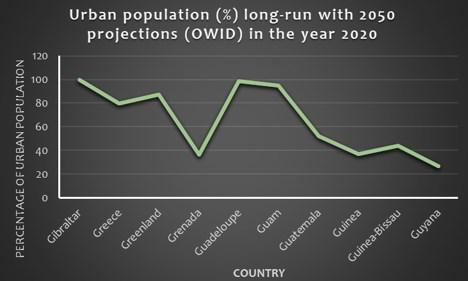 Urban population (%) long-run with 2050
projections (OWID) in the year 2020
PERCENTAGE OF URBAN POPULATION
120
100
80
60
40
20
0
Gibraltar
Greece
Greenland
Grenada
Guadeloupe
Guam
Guatemala
Guinea
Guinea-Bissau
Guyana
COUNTRY